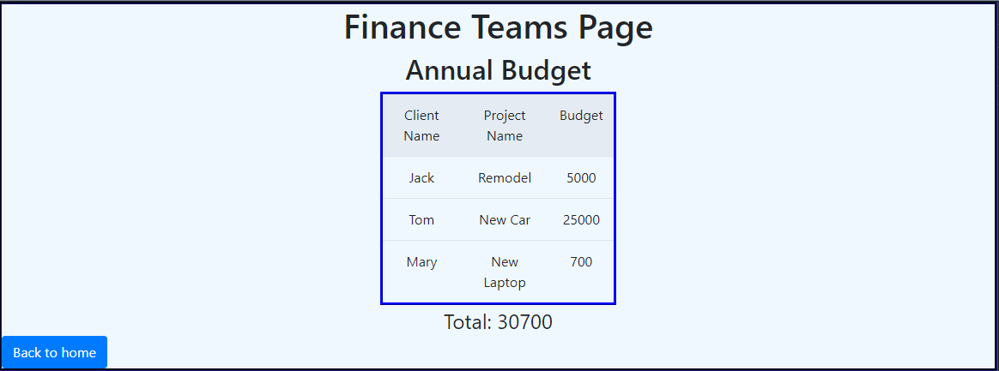 Finance Teams Page
Annual Budget
Client Project Budget
Name Name
Jack Remodel 5000
Tom New Car 25000
Mary New 700
Laptop
Total: 30700
Back to home